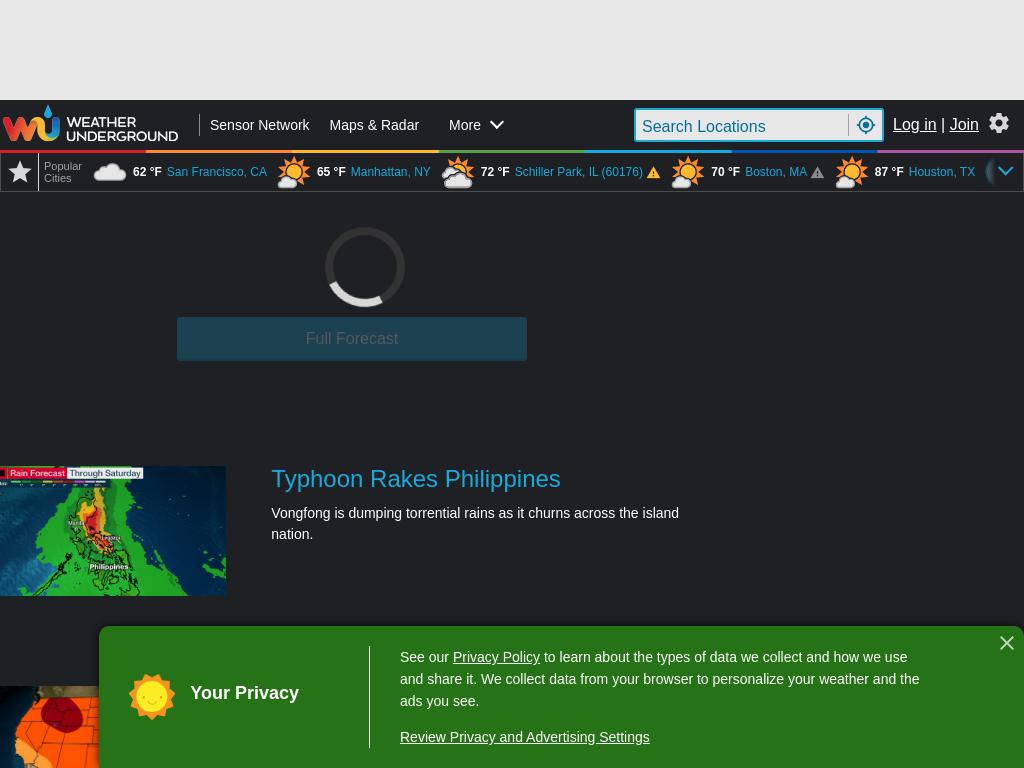 WEATHER
UNDERGROUND
Sensor Network
Maps & Radar
More
Search Locations
Log in | Join
Popular
Cities
62 °F San Francisco, CA
65 °F Manhattan, NY
72 °F Schiller Park, IL (60176)
70 °F Boston, MA
87 °F Houston, TX
Full Forecast
Rain Forecast Through Saturday
Manila
Legazpi
Philippines
Typhoon Rakes Philippines
Vongfong is dumping torrential rains as it churns across the island
nation.
Your Privacy
See our Privacy Policy to learn about the types of data we collect and how we use
and share it. We collect data from your browser to personalize your weather and the
ads you see.
Review Privacy and Advertising Settings